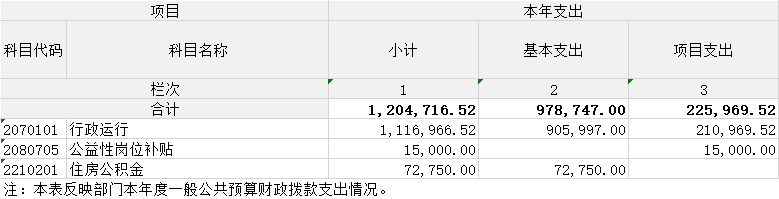 项目 本年支出
科目代码 科目名称 小计 基本支出 项目支出
栏次 1 2 3
合计 1,204,716.52 978,747.00 225,969.52
2070101 行政运行 1,116,966.52 905,997.00 210,969.52
2080705 公益性岗位补贴 15,000.00 15,000.00
2210201 住房公积金 72,750.00 72,750.00
注：本表反映部门本年度一般公共预算财政拨款支出情况。